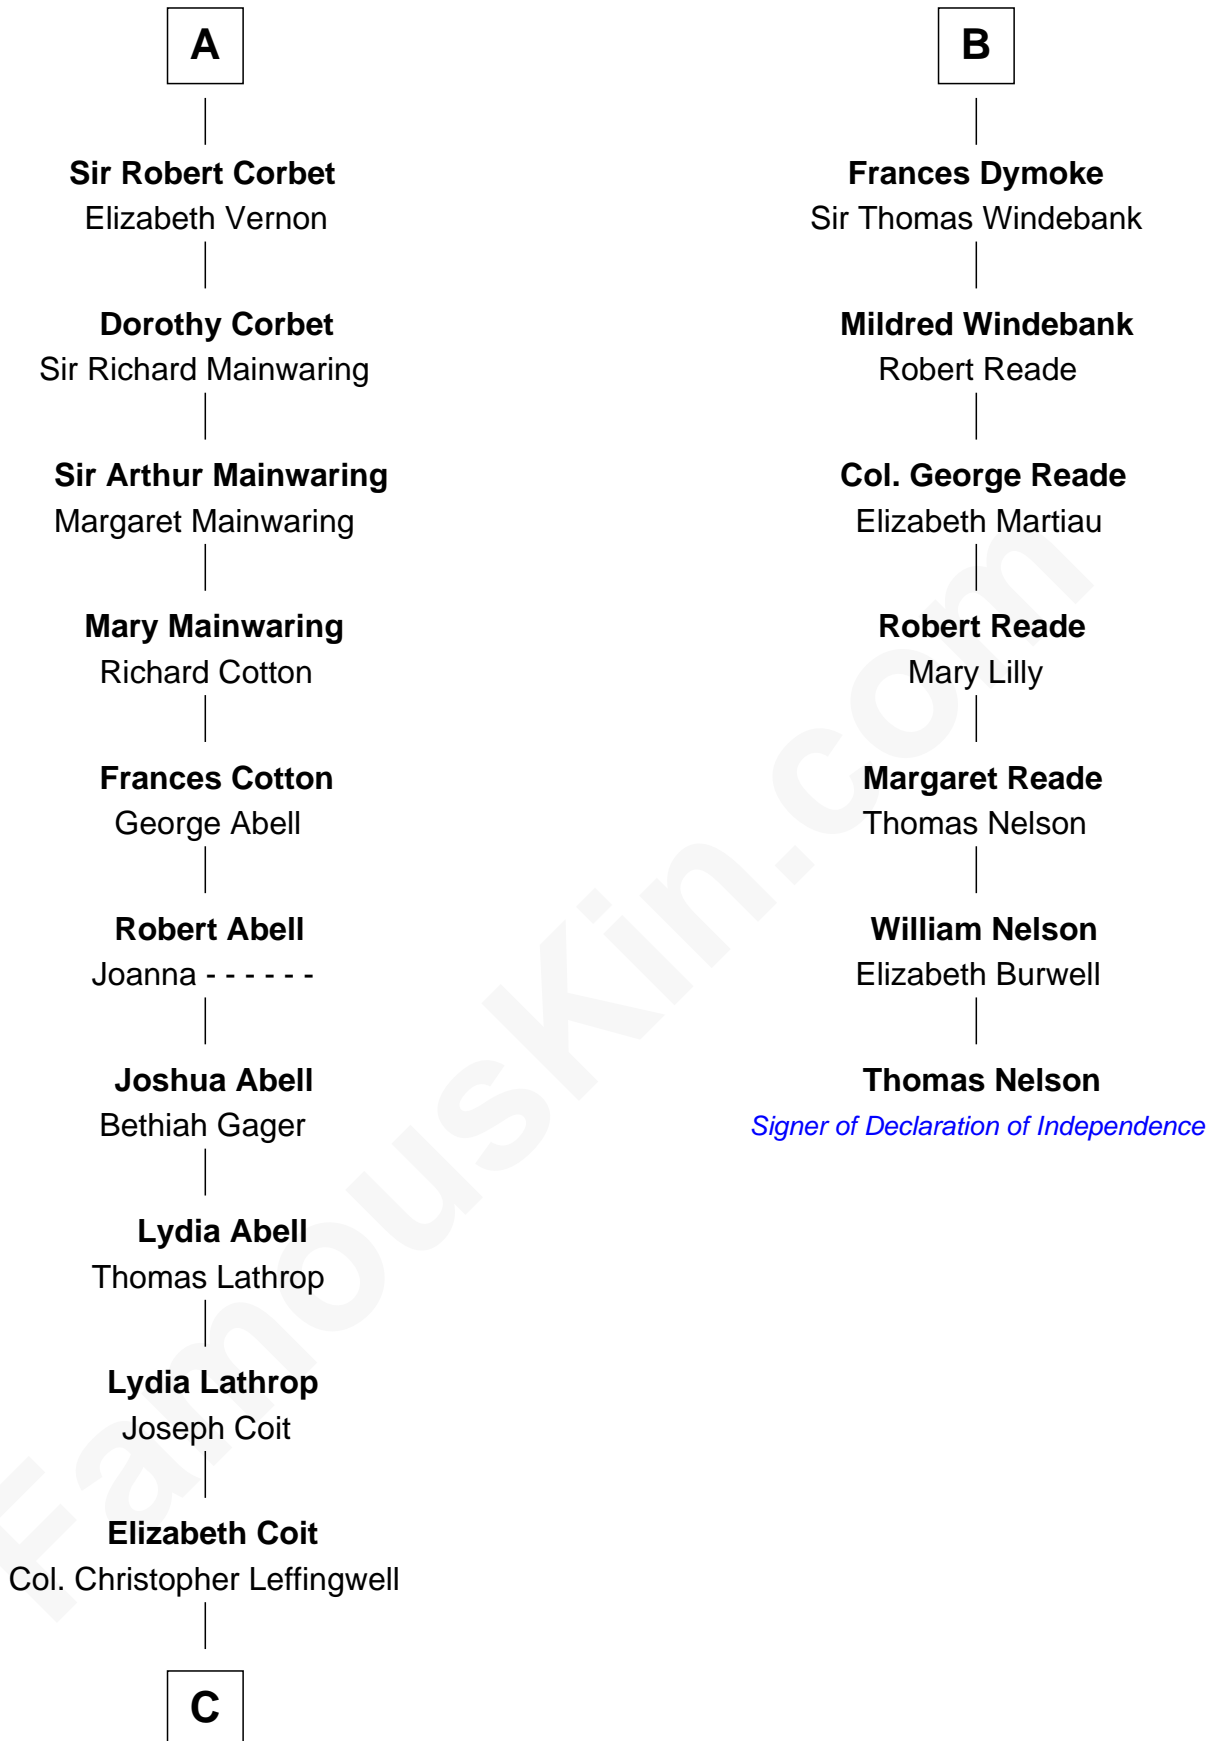 A
Sir Robert Corbet
Elizabeth Vernon
Dorothy Corbet
Sir Richard Mainwaring
Sir Arthur Mainwaring
Margaret Mainwaring
Mary Mainwaring
Richard Cotton
Frances Cotton
George Abell
Robert Abell
Joanna - - - - - -
Joshua Abell
Bethiah Gager
Lydia Abell
Thomas Lathrop
Lydia Lathrop
Joseph Coit
Elizabeth Coit
Col. Christopher Leffingwell
C
B
Frances Dymoke
Sir Thomas Windebank
Mildred Windebank
Robert Reade
Col. George Reade
Elizabeth Martiau
Robert Reade
Mary Lilly
Margaret Reade
Thomas Nelson
William Nelson
Elizabeth Burwell
Thomas Nelson
Signer of Declaration of Independence
FamousKin.com